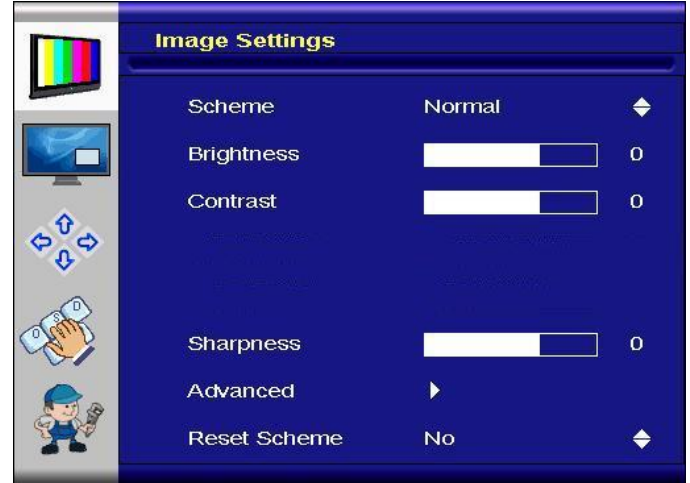 Image Settings
Scheme Normal
Brightness 0
Contrast 0
Sharpness 0
Advanced
Reset Scheme No
O S D